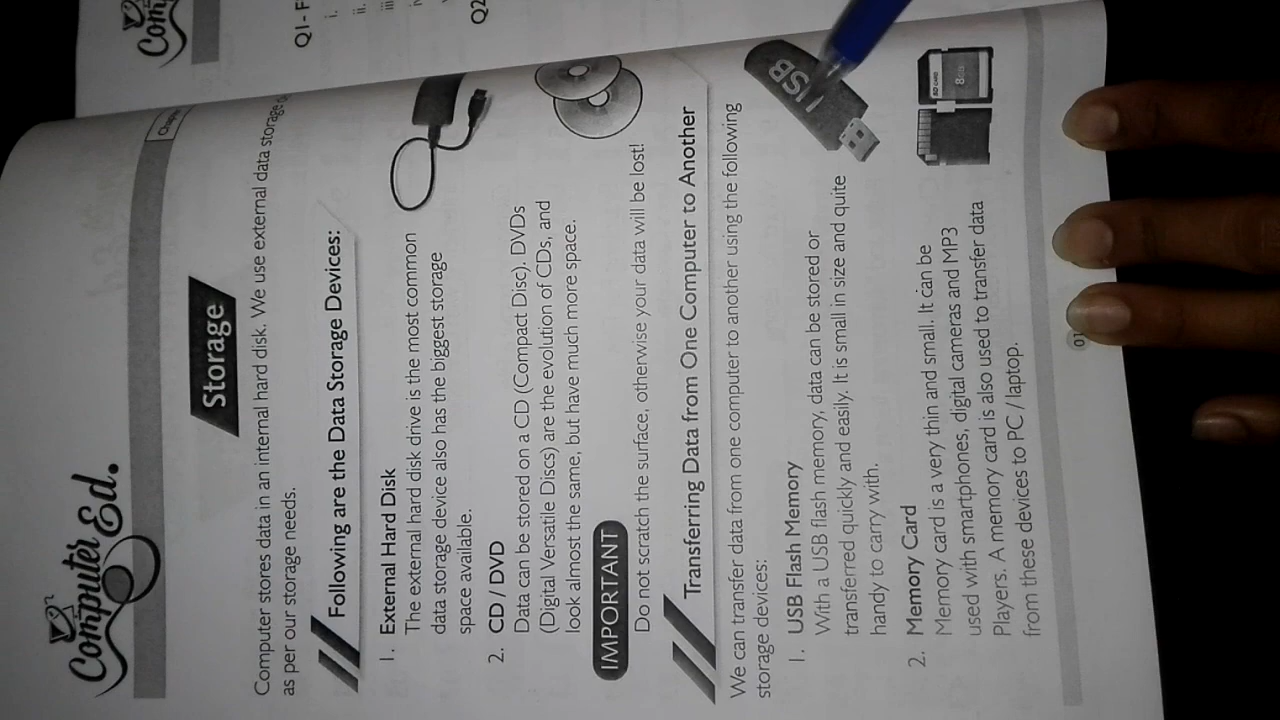 Computer Ed.
Storage
Computer stores data in an internal hard disk. We use external data storage
as per our storage needs.
Following are the Data Storage Devices:
1. External Hard Disk
The external hard disk drive is the most common
data storage device also has the biggest storage
space available.
2. CD / DVD
Data can be stored on a CD (Compact Disc). DVDs
(Digital Versatile Discs) are the evolution of CDs, and
look almost the same, but have much more space.
IMPORTANT
Do not scratch the surface, otherwise your data will be lost!
Transferring Data from One Computer to Another
We can transfer data from one computer to another using the following
storage devices:
1. USB Flash Memory
With a USB flash memory, data can be stored or
transferred quickly and easily. It is small in size and quite
handy to carry with.
USB
2. Memory Card
Memory card is a very thin and small. It can be
used with smartphones, digital cameras and MP3
Players. A memory card is also used to transfer data
from these devices to PC / laptop.
Q1-
i.
ii.
Q2